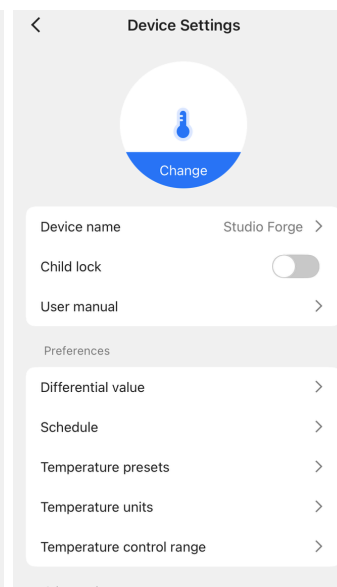 Device Settings
Change
Device name Studio Forge
Child lock
User manual
Preferences
Differential value
Schedule
Temperature presets
Temperature units
Temperature control range